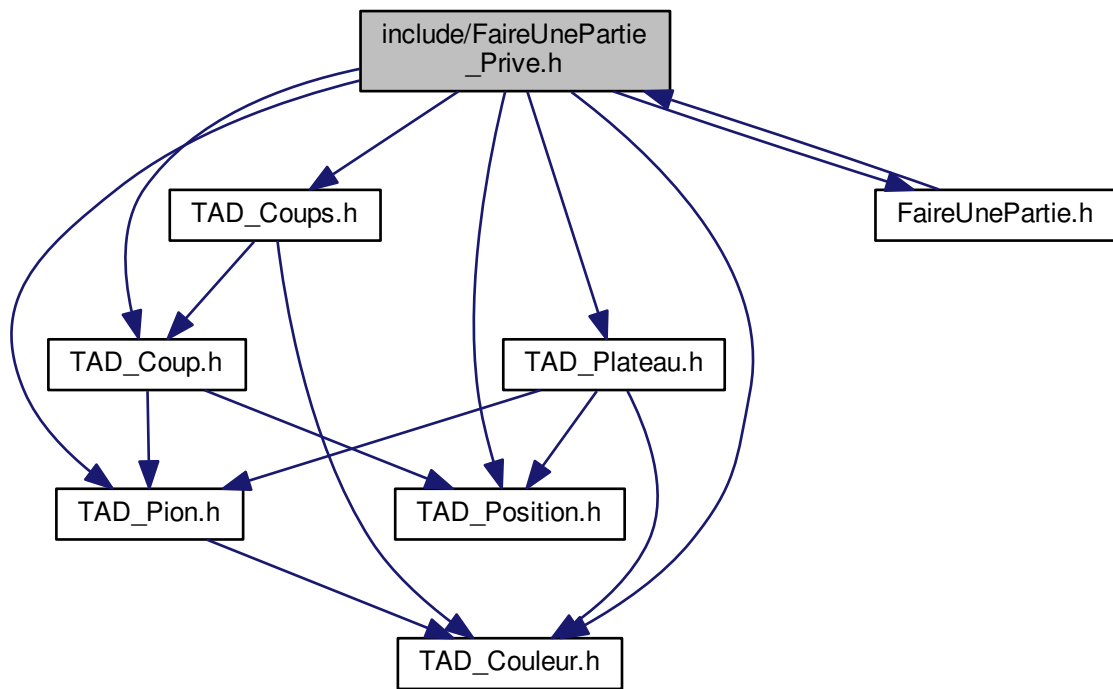 include/FaireUnePartie
_Prive.h
TAD_Coups.h
FaireUnePartie.h
TAD_Coup.h
TAD_Plateau.h
TAD_Pion.h
TAD_Position.h
TAD_Couleur.h